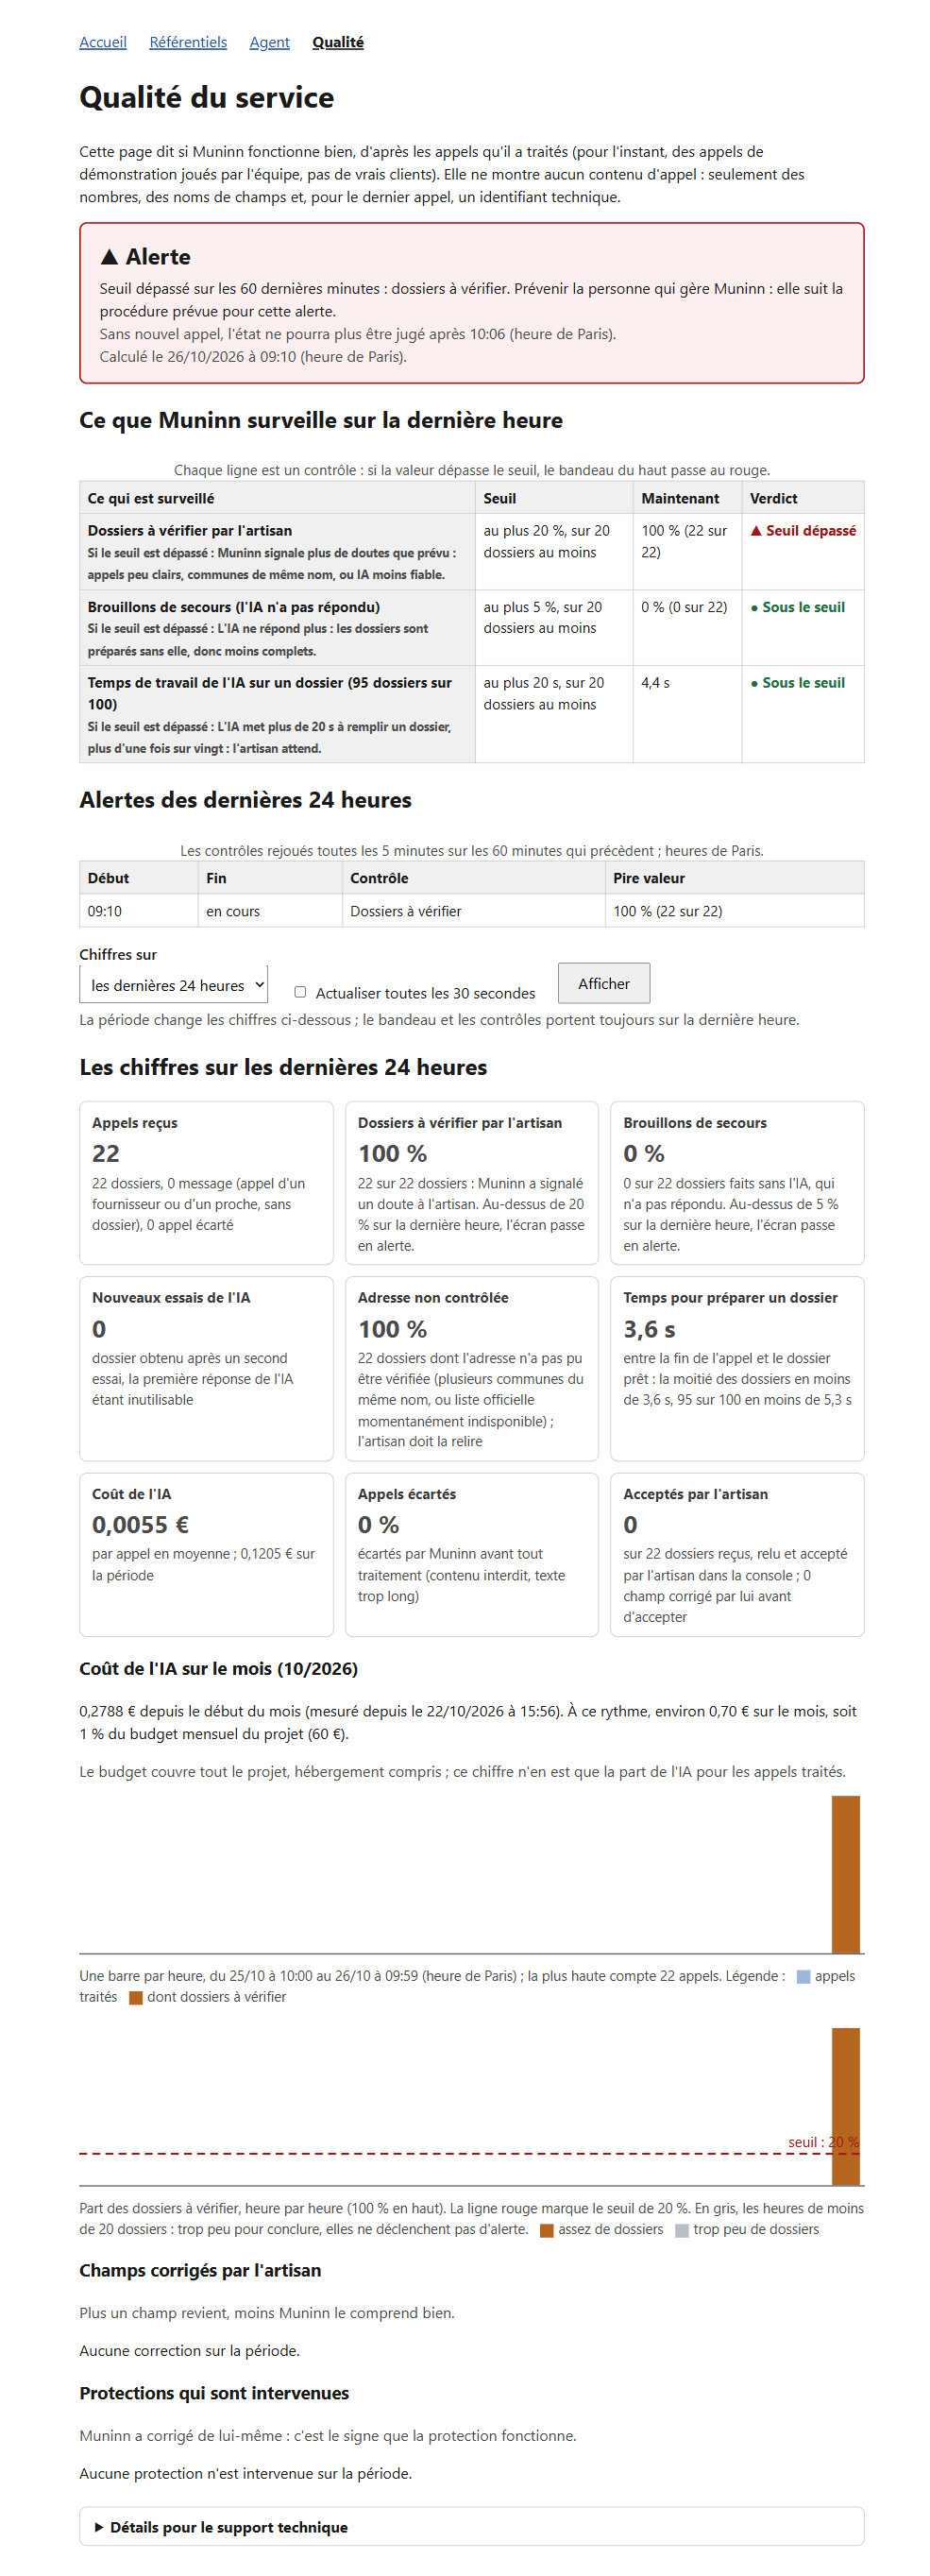 Accueil Référentiels Agent Qualité
Qualité du service
Cette page dit si Muninn fonctionne bien, d'après les appels qu'il a traités (pour l'instant, des appels de
démonstration joués par l'équipe, pas de vrais clients). Elle ne montre aucun contenu d'appel : seulement des
nombres, des noms de champs et, pour le dernier appel, un identifiant technique.
▲ Alerte
Seuil dépassé sur les 60 dernières minutes : dossiers à vérifier. Prévenir la personne qui gère Muninn : elle suit la
procédure prévue pour cette alerte.
Sans nouvel appel, l'état ne pourra plus être jugé après 10:06 (heure de Paris).
Calculé le 26/10/2026 à 09:10 (heure de Paris).
Ce que Muninn surveille sur la dernière heure
Chaque ligne est un contrôle : si la valeur dépasse le seuil, le bandeau du haut passe au rouge.
Ce qui est surveillé Seuil Maintenant Verdict
Dossiers à vérifier par l'artisan
Si le seuil est dépassé : Muninn signale plus de doutes que prévu :
appels peu clairs, communes de même nom, ou IA moins fiable.
au plus 20 %, sur 20
dossiers au moins
100 % (22 sur
22)
▲ Seuil dépassé
Brouillons de secours (l'IA n'a pas répondu)
Si le seuil est dépassé : L'IA ne répond plus : les dossiers sont
préparés sans elle, donc moins complets.
au plus 5 %, sur 20
dossiers au moins
0 % (0 sur 22)
● Sous le seuil
Temps de travail de l'IA sur un dossier (95 dossiers sur
100)
Si le seuil est dépassé : L'IA met plus de 20 s à remplir un dossier,
plus d'une fois sur vingt : l'artisan attend.
au plus 20 s, sur 20
dossiers au moins
4,4 s
● Sous le seuil
Alertes des dernières 24 heures
Les contrôles rejoués toutes les 5 minutes sur les 60 minutes qui précèdent ; heures de Paris.
Début Fin Contrôle Pire valeur
09:10 en cours Dossiers à vérifier 100 % (22 sur 22)
Chiffres sur
les dernières 24 heures Actualiser toutes les 30 secondes Afficher
La période change les chiffres ci-dessous ; le bandeau et les contrôles portent toujours sur la dernière heure.
Les chiffres sur les dernières 24 heures
Appels reçus
22
22 dossiers, 0 message (appel d'un
fournisseur ou d'un proche, sans
dossier), 0 appel écarté
Dossiers à vérifier par l'artisan
100 %
22 sur 22 dossiers : Muninn a signalé
un doute à l'artisan. Au-dessus de 20
% sur la dernière heure, l'écran passe
en alerte.
Brouillons de secours
0 %
0 sur 22 dossiers faits sans l'IA, qui
n'a pas répondu. Au-dessus de 5 %
sur la dernière heure, l'écran passe
en alerte.
Nouveaux essais de l'IA
0
dossier obtenu après un second
essai, la première réponse de l'IA
étant inutilisable
Adresse non contrôlée
100 %
22 dossiers dont l'adresse n'a pas pu
être vérifiée (plusieurs communes du
même nom, ou liste officielle
momentanément indisponible) ;
l'artisan doit la relire
Temps pour préparer un dossier
3,6 s
entre la fin de l'appel et le dossier
prêt : la moitié des dossiers en moins
de 3,6 s, 95 sur 100 en moins de 5,3 s
Coût de l'IA
0,0055 €
par appel en moyenne ; 0,1205 € sur
la période
Appels écartés
0 %
écartés par Muninn avant tout
traitement (contenu interdit, texte
trop long)
Acceptés par l'artisan
0
sur 22 dossiers reçus, relu et accepté
par l'artisan dans la console ; 0
champ corrigé par lui avant
d'accepter
Coût de l'IA sur le mois (10/2026)
0,2788 € depuis le début du mois (mesuré depuis le 22/10/2026 à 15:56). À ce rythme, environ 0,70 € sur le mois, soit
1 % du budget mensuel du projet (60 €).
Le budget couvre tout le projet, hébergement compris ; ce chiffre n'en est que la part de l'IA pour les appels traités.
Une barre par heure, du 25/10 à 10:00 au 26/10 à 09:59 (heure de Paris) ; la plus haute compte 22 appels. Légende : appels
traités dont dossiers à vérifier
seuil : 20 %
Part des dossiers à vérifier, heure par heure (100 % en haut). La ligne rouge marque le seuil de 20 %. En gris, les heures de moins
de 20 dossiers : trop peu pour conclure, elles ne déclenchent pas d'alerte. assez de dossiers trop peu de dossiers
Champs corrigés par l'artisan
Plus un champ revient, moins Muninn le comprend bien.
Aucune correction sur la période.
Protections qui sont intervenues
Muninn a corrigé de lui-même : c'est le signe que la protection fonctionne.
Aucune protection n'est intervenue sur la période.
▶ Détails pour le support technique